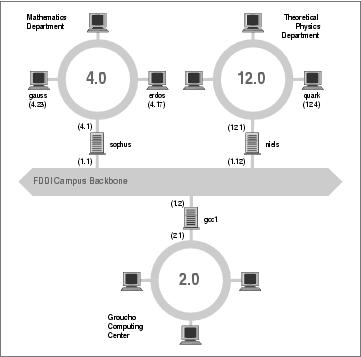 Mathematics
Department
Theoretical
Physics
Department
4.0
12.0
gauss
(4.23)
erdos
(4.17)
quark
(12.4)
(4.1)
sophus
(1.1)
(12.1)
niels
(1.12)
FDDI Campus Backbone
(1.2)
gcc1
(2.1)
2.0
Groucho
Computing
Center